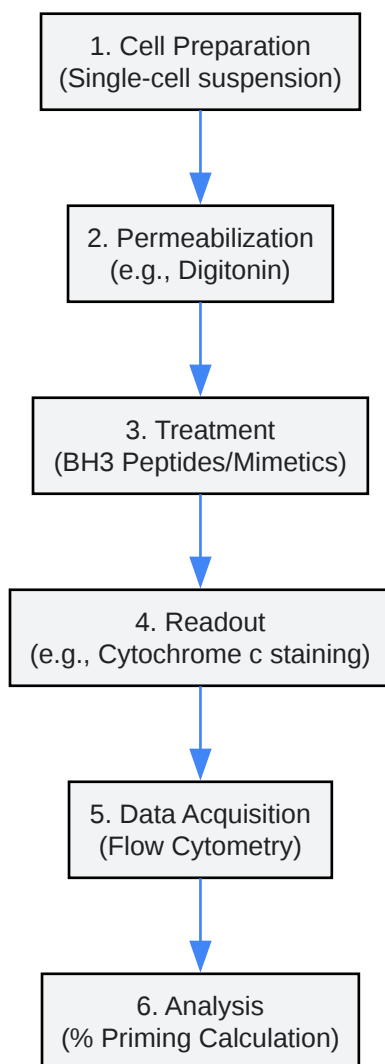 1. Cell Preparation
(Single-cell suspension)
2. Permeabilization
(e.g., Digitonin)
3. Treatment
(BH3 Peptides/Mimetics)
4. Readout
(e.g., Cytochrome c staining)
5. Data Acquisition
(Flow Cytometry)
6. Analysis
(% Priming Calculation)